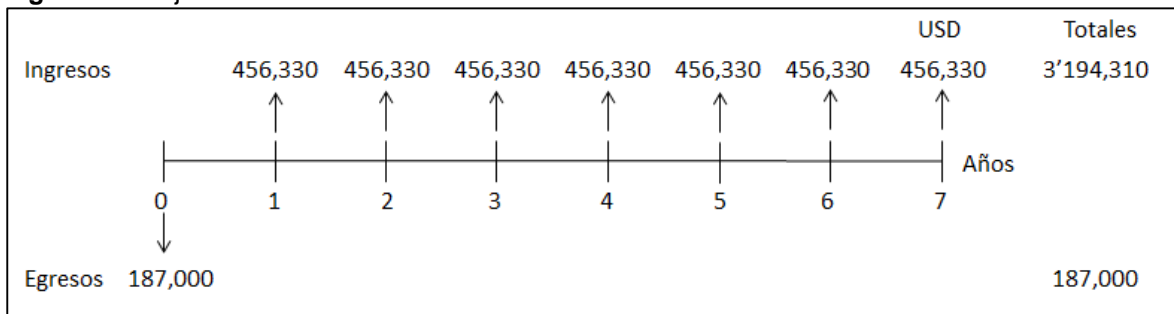 USD Totales
Ingresos 456,330 456,330 456,330 456,330 456,330 456,330 456,330 3'194,310
Años
0 1 2 3 4 5 6 7
Egresos 187,000 187,000